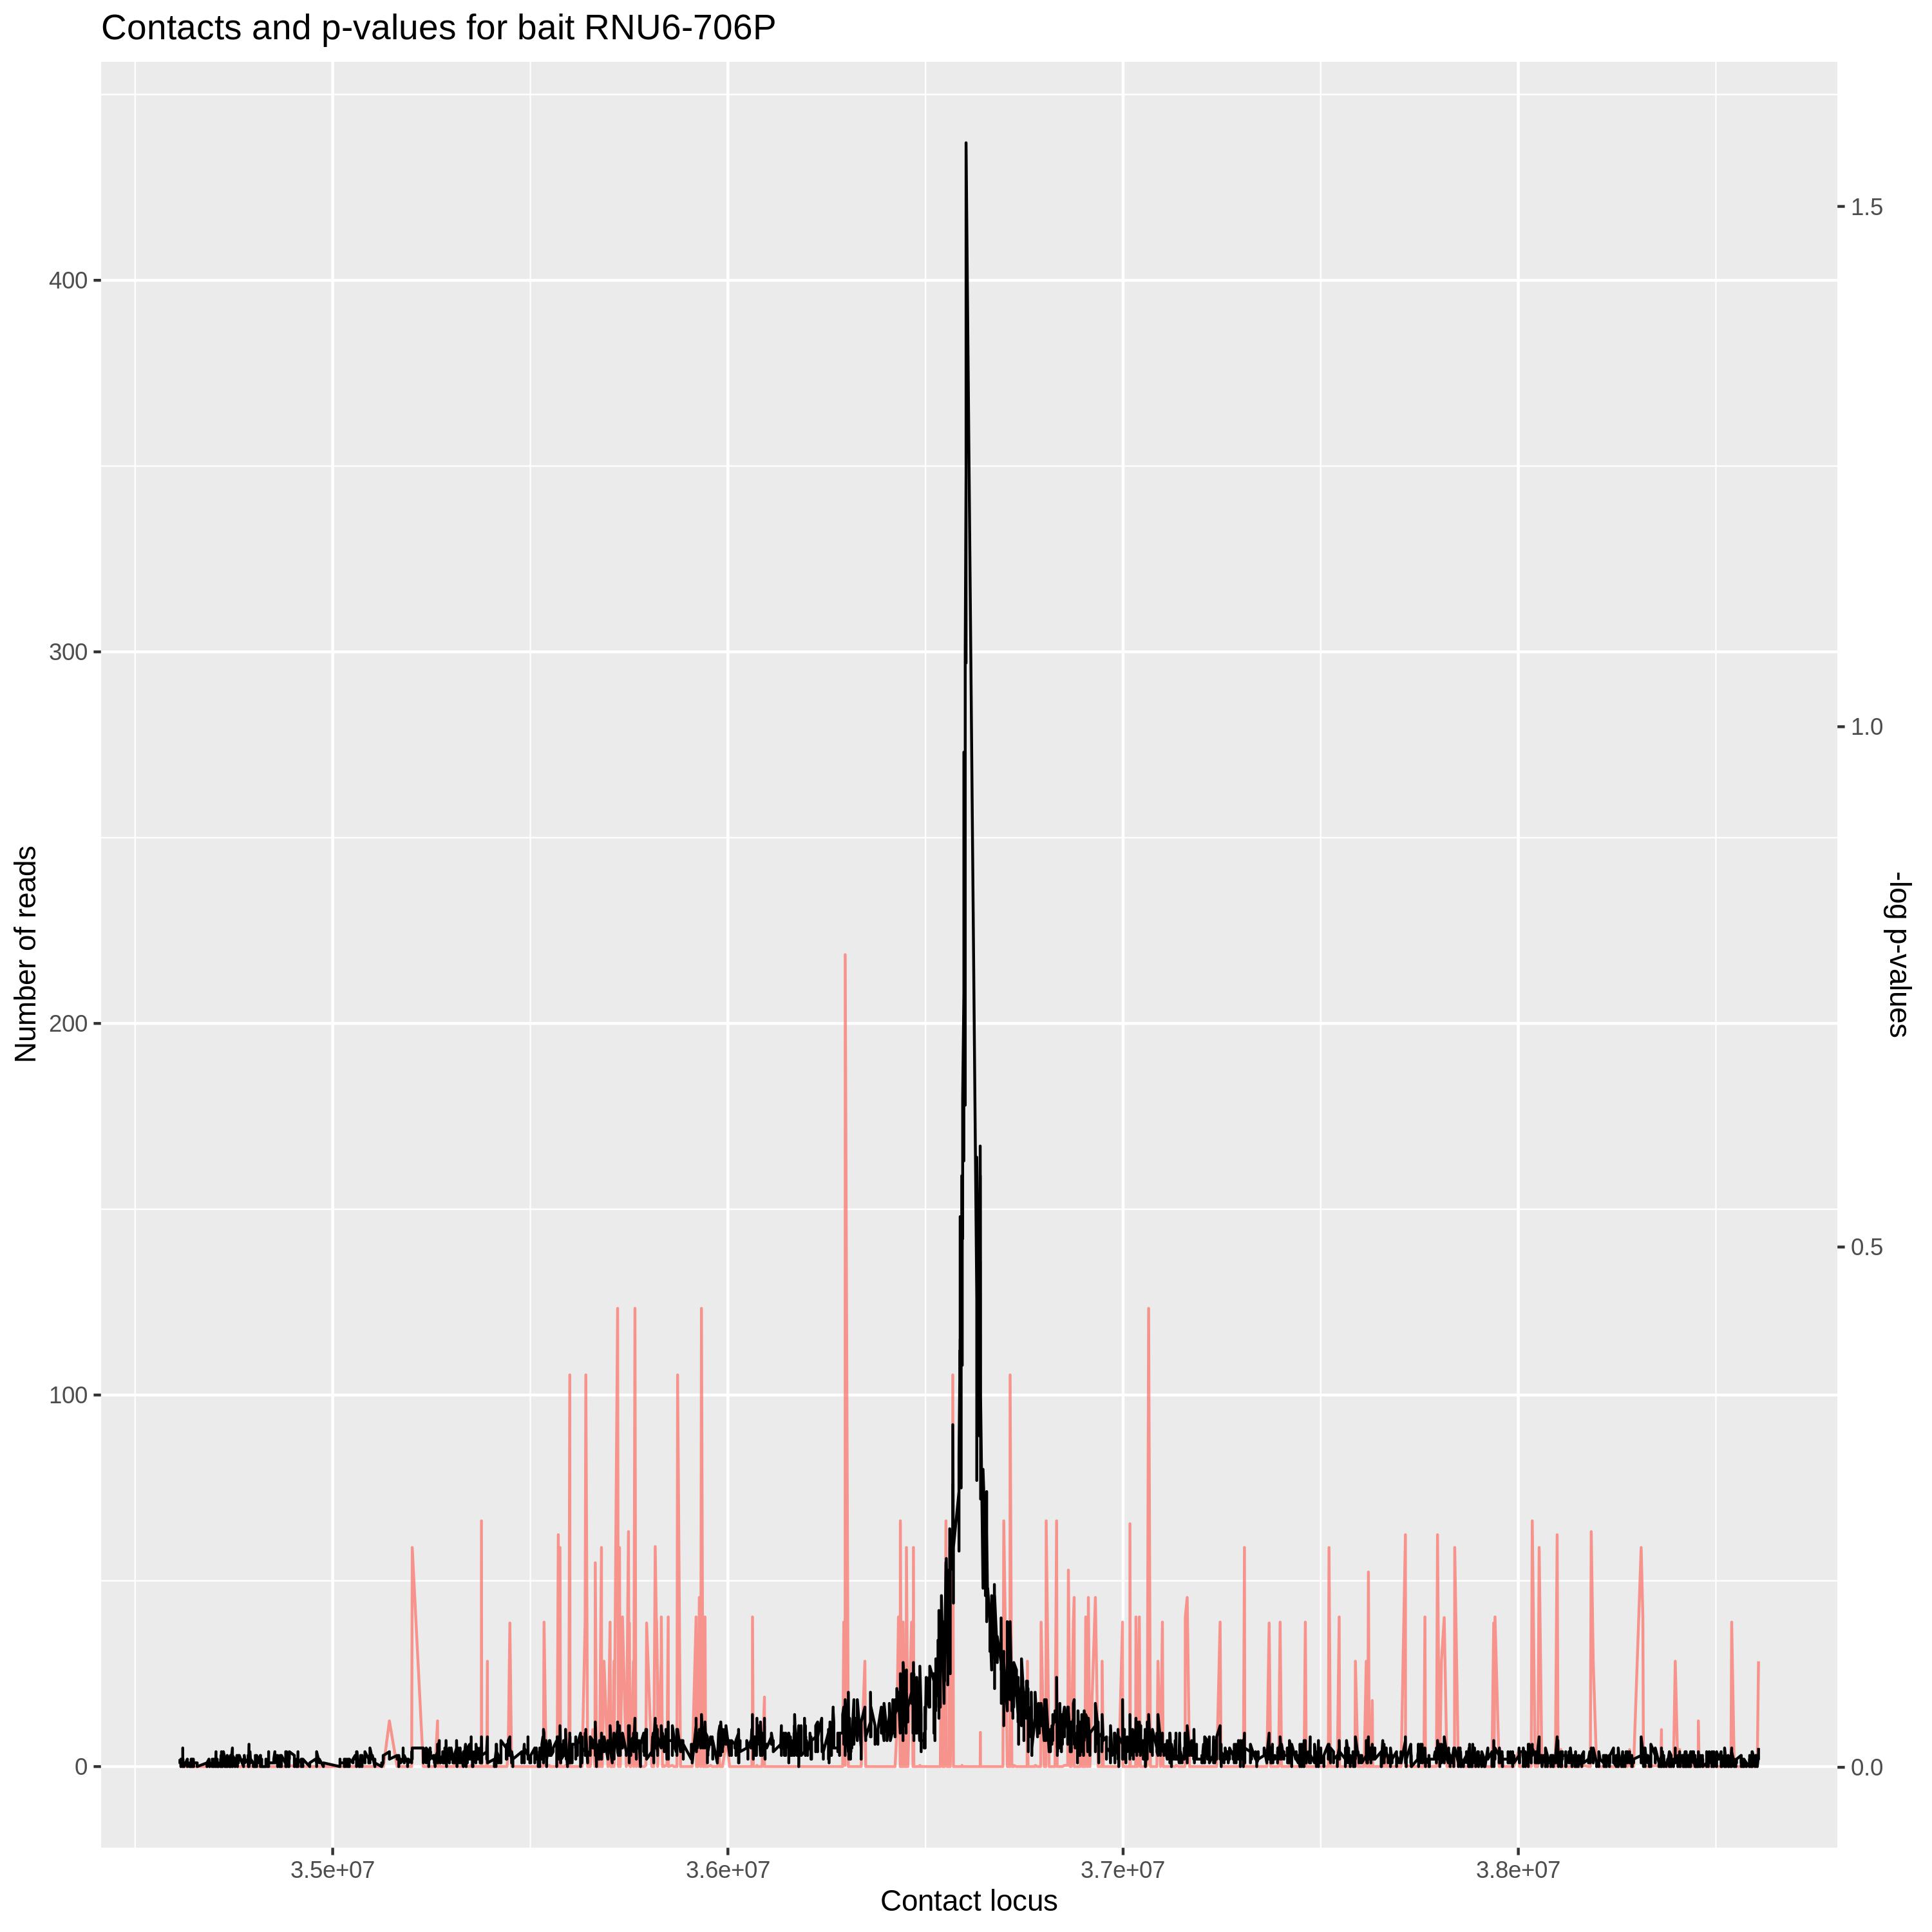 Contacts and p-values for bait RNU6-706P
400
300
200
100
0
Number of reads
1.5
1.0
0.5
0.0
-log p-values
3.5e+07 3.6e+07 3.7e+07 3.8e+07
Contact locus